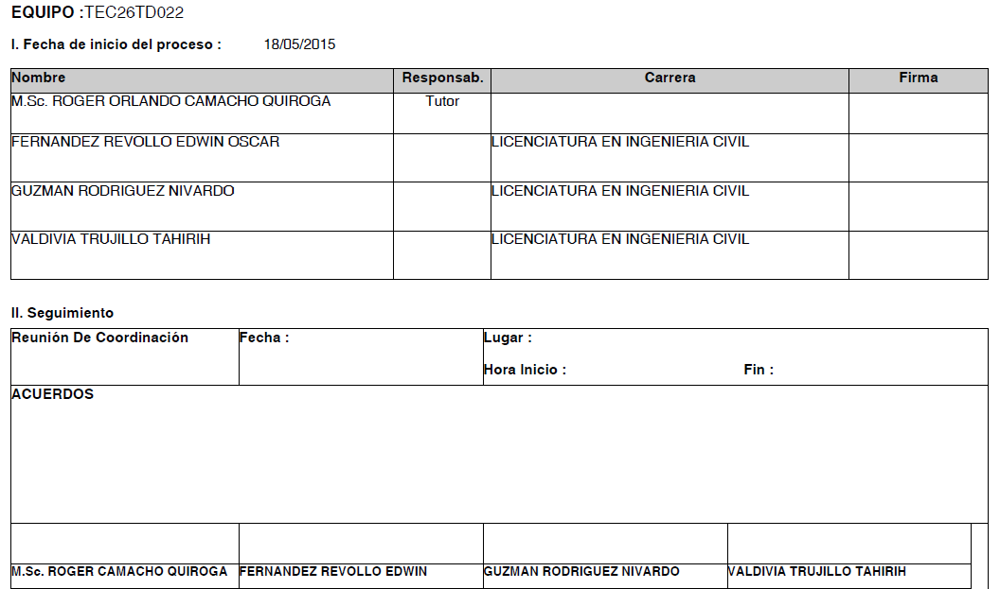 EQUIPO :TEC26TD022
I. Fecha de inicio del proceso : 18/05/2015
Nombre Responsab. Carrera Firma
M.Sc. ROGER ORLANDO CAMACHO QUIROGA Tutor
FERNANDEZ REVOLLO EDWIN OSCAR LICENCIATURA EN INGENIERIA CIVIL
GUZMAN RODRIGUEZ NIVARDO LICENCIATURA EN INGENIERIA CIVIL
VALDIVIA TRUJILLO TAHIRIH LICENCIATURA EN INGENIERIA CIVIL
II. Seguimiento
Reunión De Coordinación Fecha : Lugar :
Hora Inicio : Fin :
ACUERDOS
M.Sc. ROGER CAMACHO QUIROGA FERNANDEZ REVOLLO EDWIN GUZMAN RODRIGUEZ NIVARDO VALDIVIA TRUJILLO TAHIRIH